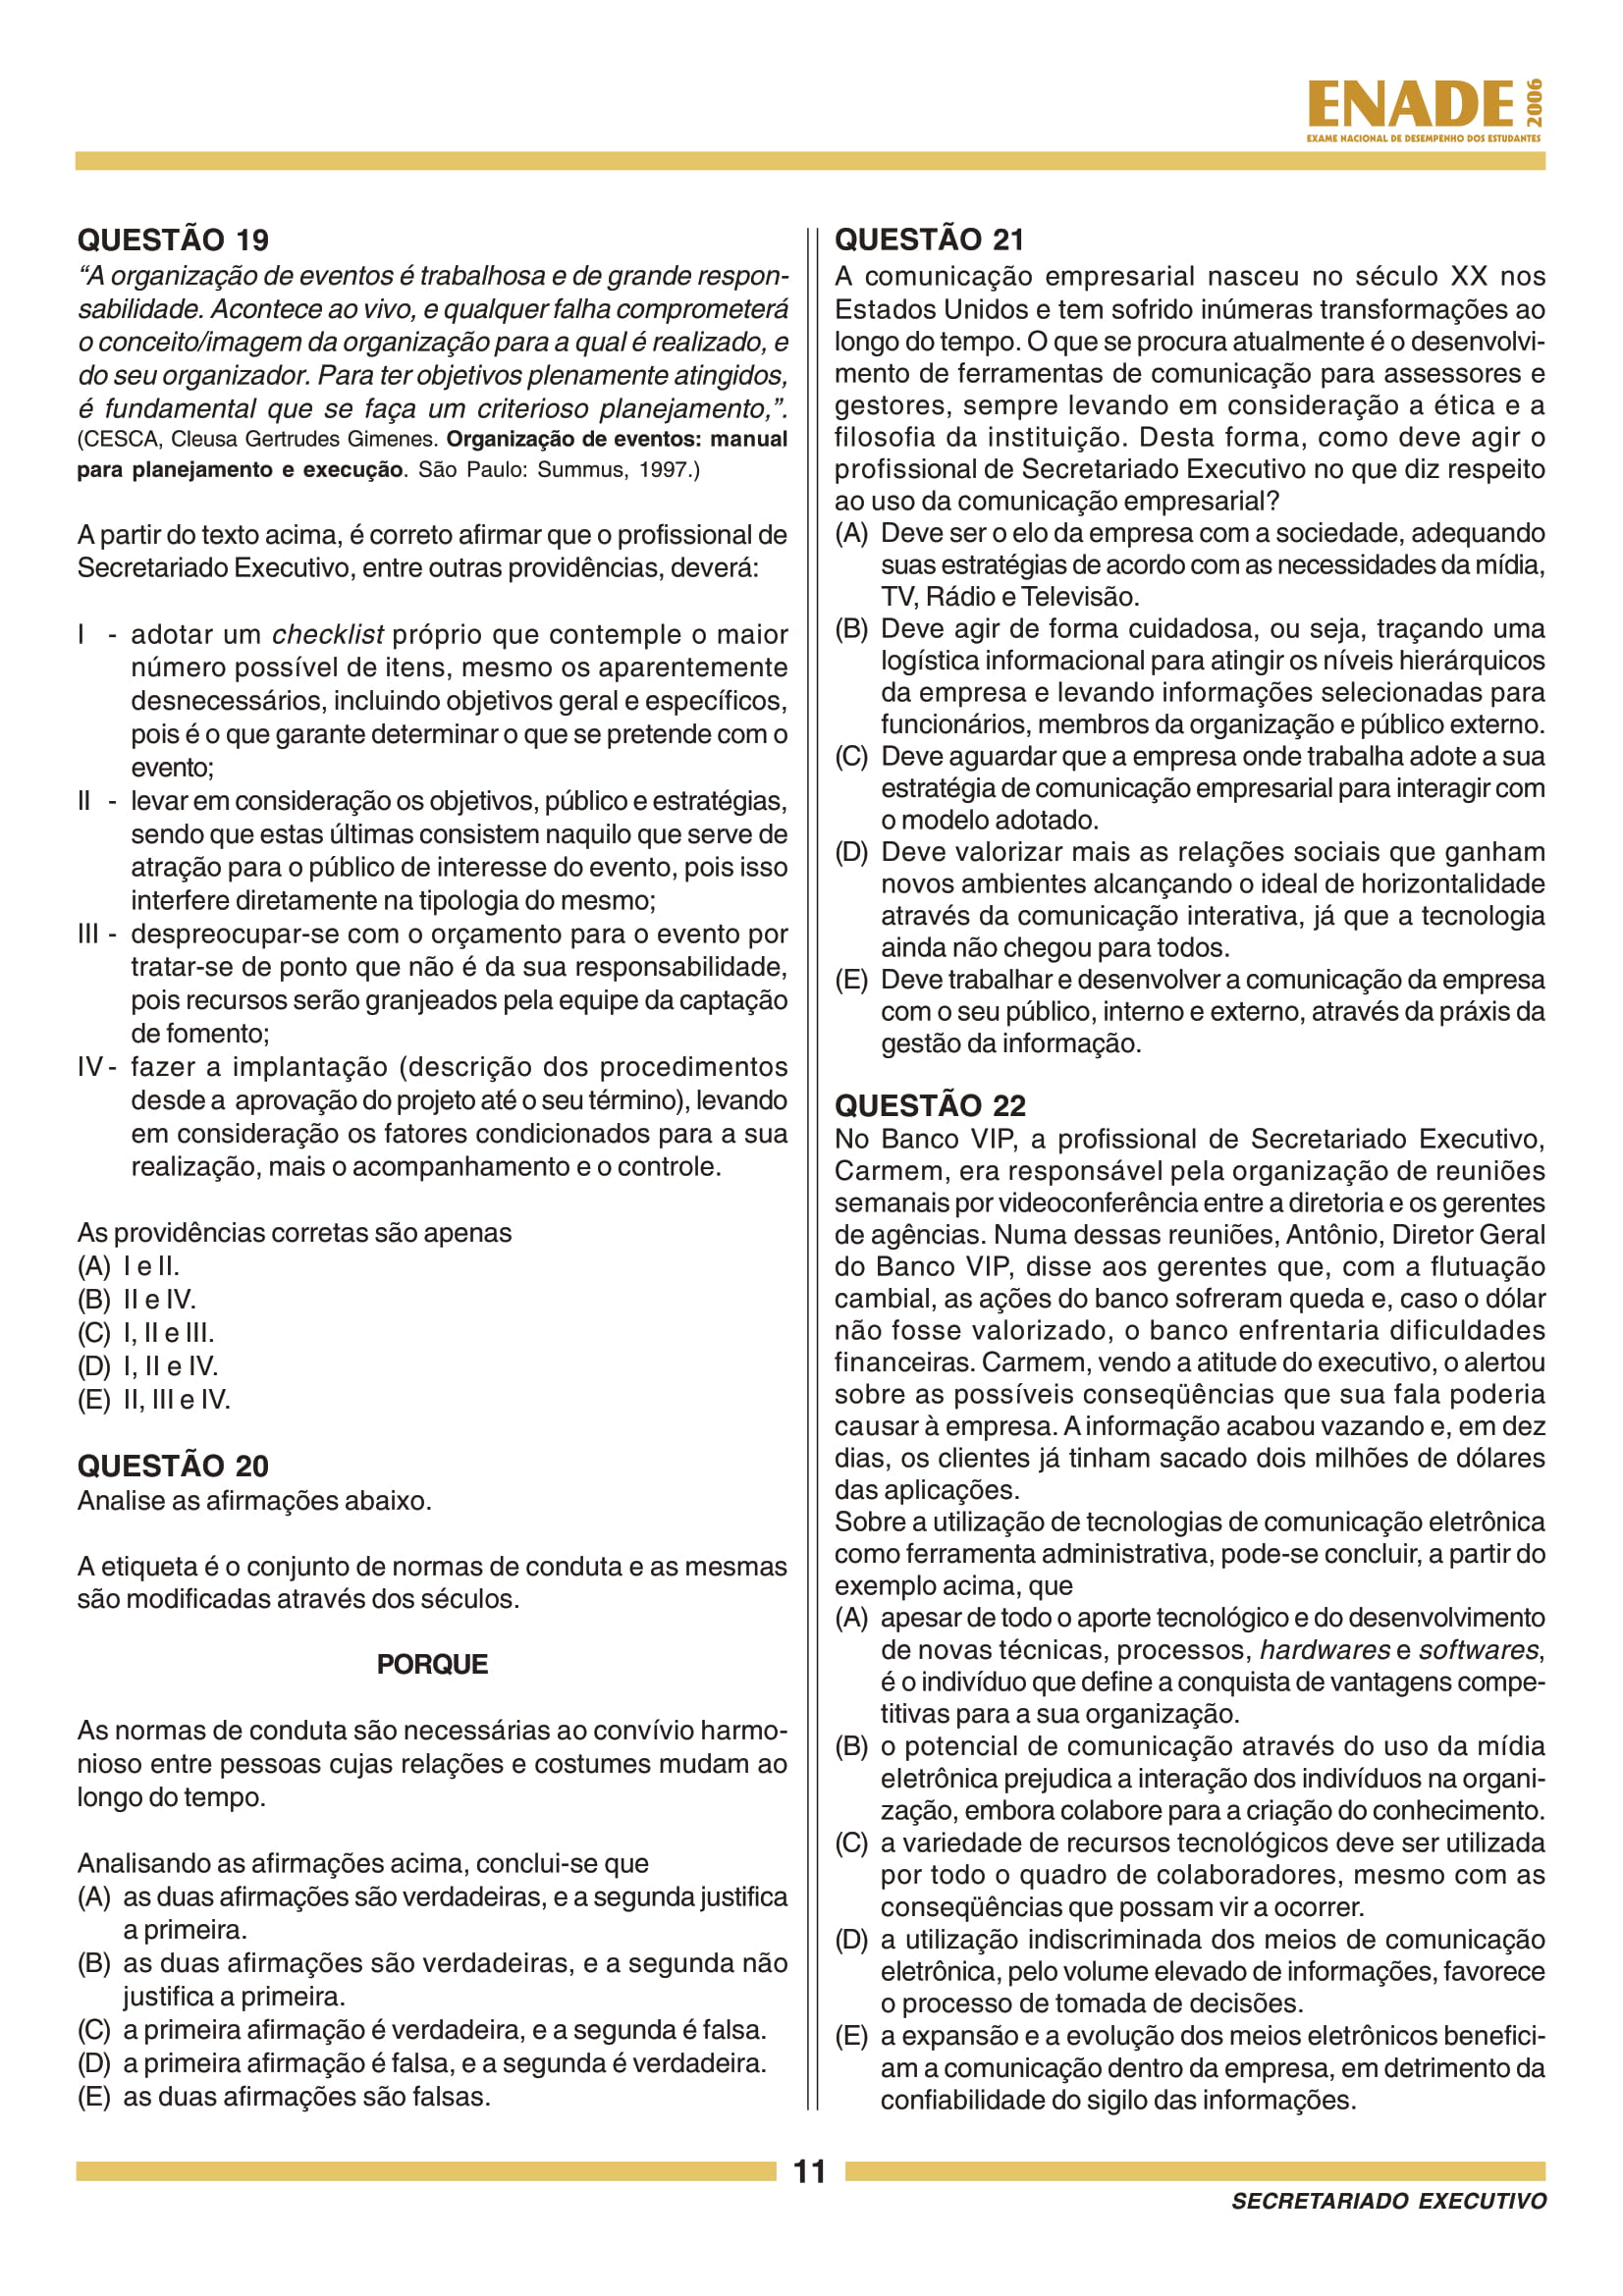 ENADE 2006
EXAME NACIONAL DE DESEMPENHO DOS ESTUDANTES
QUESTÃO 19
“A organização de eventos é trabalhosa e de grande respon-
sabilidade. Acontece ao vivo, e qualquer falha comprometerá
o conceito/imagem da organização para a qual é realizado, e
do seu organizador. Para ter objetivos plenamente atingidos,
é fundamental que se faça um criterioso planejamento,”.
(CESCA, Cleusa Gertrudes Gimenes. Organização de eventos: manual
para planejamento e execução. São Paulo: Summus, 1997.)
A partir do texto acima, é correto afirmar que o profissional de
Secretariado Executivo, entre outras providências, deverá:
I - adotar um checklist próprio que contemple o maior
número possível de itens, mesmo os aparentemente
desnecessários, incluindo objetivos geral e específicos,
pois é o que garante determinar o que se pretende com o
evento;
II - levar em consideração os objetivos, público e estratégias,
sendo que estas últimas consistem naquilo que serve de
atração para o público de interesse do evento, pois isso
interfere diretamente na tipologia do mesmo;
III - despreocupar-se com o orçamento para o evento por
tratar-se de ponto que não é da sua responsabilidade,
pois recursos serão granjeados pela equipe da captação
de fomento;
IV - fazer a implantação (descrição dos procedimentos
desde a aprovação do projeto até o seu término), levando
em consideração os fatores condicionados para a sua
realização, mais o acompanhamento e o controle.
As providências corretas são apenas
(A) I e II.
(B) II e IV.
(C) I, II e III.
(D) I, II e IV.
(E) II, III e IV.
QUESTÃO 20
Analise as afirmações abaixo.
A etiqueta é o conjunto de normas de conduta e as mesmas
são modificadas através dos séculos.
PORQUE
As normas de conduta são necessárias ao convívio harmo-
nioso entre pessoas cujas relações e costumes mudam ao
longo do tempo.
Analisando as afirmações acima, conclui-se que
(A) as duas afirmações são verdadeiras, e a segunda justifica
a primeira.
(B) as duas afirmações são verdadeiras, e a segunda não
justifica a primeira.
(C) a primeira afirmação é verdadeira, e a segunda é falsa.
(D) a primeira afirmação é falsa, e a segunda é verdadeira.
(E) as duas afirmações são falsas.
QUESTÃO 21
A comunicação empresarial nasceu no século XX nos
Estados Unidos e tem sofrido inúmeras transformações ao
longo do tempo. O que se procura atualmente é o desenvolvi-
mento de ferramentas de comunicação para assessores e
gestores, sempre levando em consideração a ética e a
filosofia da instituição. Desta forma, como deve agir o
profissional de Secretariado Executivo no que diz respeito
ao uso da comunicação empresarial?
(A) Deve ser o elo da empresa com a sociedade, adequando
suas estratégias de acordo com as necessidades da mídia,
TV, Rádio e Televisão.
(B) Deve agir de forma cuidadosa, ou seja, traçando uma
logística informacional para atingir os níveis hierárquicos
da empresa e levando informações selecionadas para
funcionários, membros da organização e público externo.
(C) Deve aguardar que a empresa onde trabalha adote a sua
estratégia de comunicação empresarial para interagir com
o modelo adotado.
(D) Deve valorizar mais as relações sociais que ganham
novos ambientes alcançando o ideal de horizontalidade
através da comunicação interativa, já que a tecnologia
ainda não chegou para todos.
(E) Deve trabalhar e desenvolver a comunicação da empresa
com o seu público, interno e externo, através da práxis da
gestão da informação.
QUESTÃO 22
No Banco VIP, a profissional de Secretariado Executivo,
Carmem, era responsável pela organização de reuniões
semanais por videoconferência entre a diretoria e os gerentes
de agências. Numa dessas reuniões, Antônio, Diretor Geral
do Banco VIP, disse aos gerentes que, com a flutuação
cambial, as ações do banco sofreram queda e, caso o dólar
não fosse valorizado, o banco enfrentaria dificuldades
financeiras. Carmem, vendo a atitude do executivo, o alertou
sobre as possíveis conseqüências que sua fala poderia
causar à empresa. A informação acabou vazando e, em dez
dias, os clientes já tinham sacado dois milhões de dólares
das aplicações.
Sobre a utilização de tecnologias de comunicação eletrônica
como ferramenta administrativa, pode-se concluir, a partir do
exemplo acima, que
(A) apesar de todo o aporte tecnológico e do desenvolvimento
de novas técnicas, processos, hardwares e softwares,
é o indivíduo que define a conquista de vantagens compe-
titivas para a sua organização.
(B) o potencial de comunicação através do uso da mídia
eletrônica prejudica a interação dos indivíduos na organi-
zação, embora colabore para a criação do conhecimento.
(C) a variedade de recursos tecnológicos deve ser utilizada
por todo o quadro de colaboradores, mesmo com as
conseqüências que possam vir a ocorrer.
(D) a utilização indiscriminada dos meios de comunicação
eletrônica, pelo volume elevado de informações, favorece
o processo de tomada de decisões.
(E) a expansão e a evolução dos meios eletrônicos benefici-
am a comunicação dentro da empresa, em detrimento da
confiabilidade do sigilo das informações.
11
SECRETARIADO EXECUTIVO